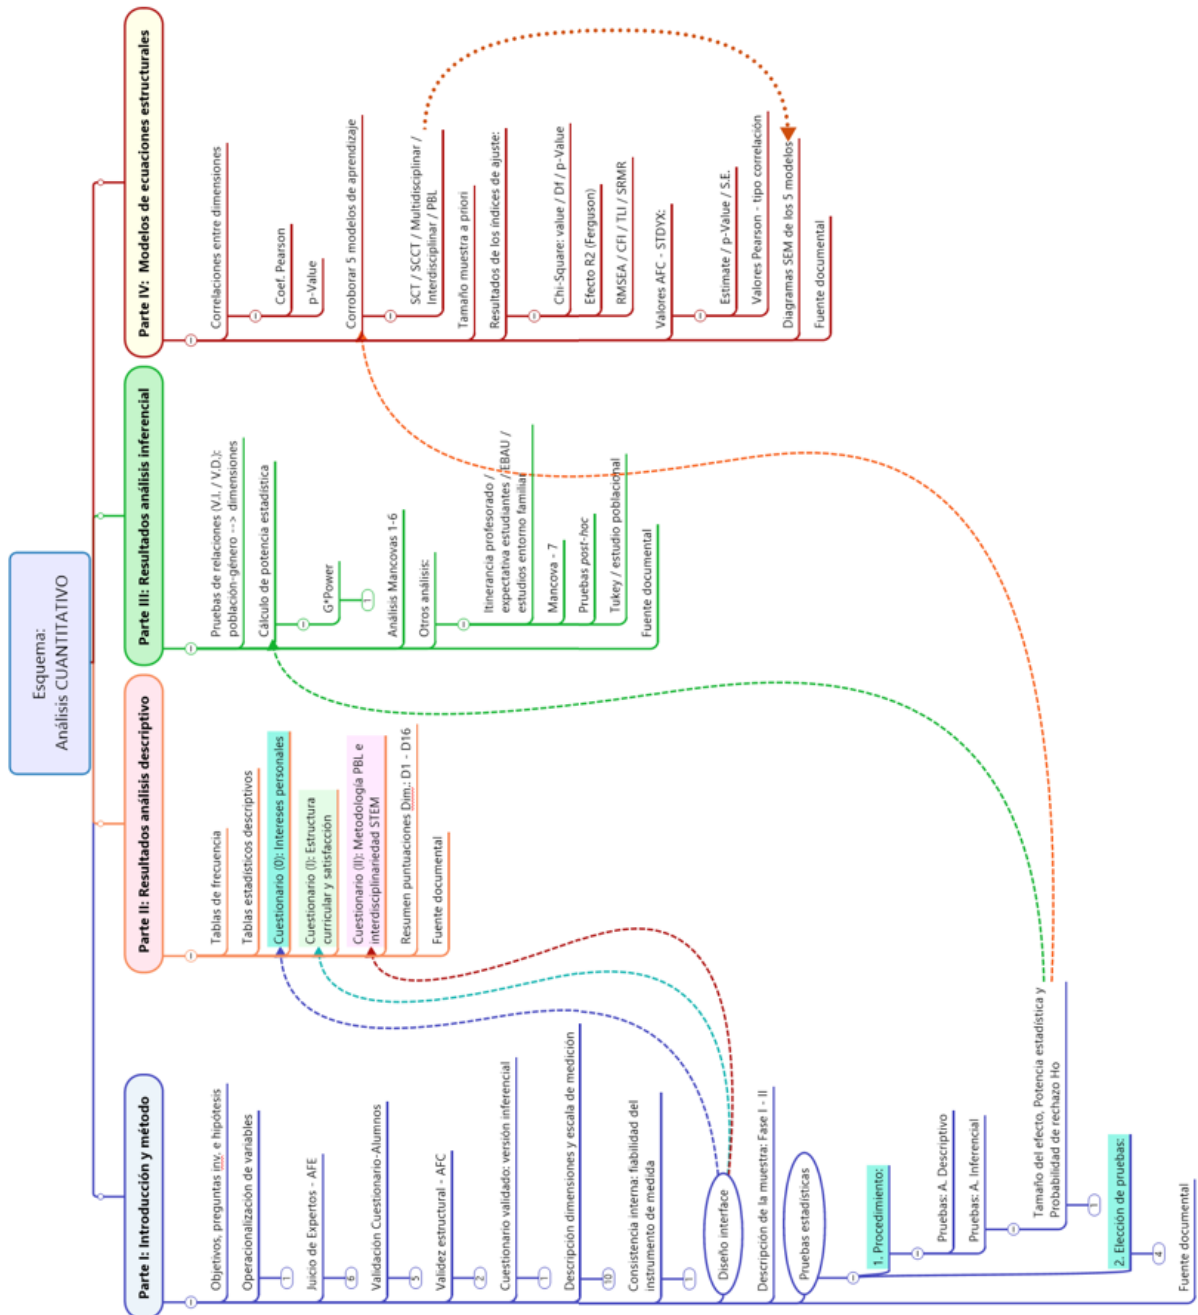 Esquema:
Análisis CUANTITATIVO
Parte I: Introducción y método
Objetivos, preguntas inv. e hipótesis
Operacionalización de variables
1
Juicio de Expertos - AFE
6
Validación Cuestionario-Alumnos
5
Validez estructural - AFC
2
Cuestionario validado: versión inferencial
1
Descripción dimensiones y escala de medición
10
Consistencia interna: fiabilidad del
instrumento de medida
1
Diseño interface
Descripción de la muestra: Fase I - II
Pruebas estadísticas
1. Procedimiento:
Pruebas: A. Descriptivo
Pruebas: A. Inferencial
Tamaño del efecto, Potencia estadística y
Probabilidad de rechazo Ho
1
2. Elección de pruebas:
4
Fuente documental
Parte II: Resultados análisis descriptivo
Tablas de frecuencia
Tablas estadísticos descriptivos
Cuestionario (0): Intereses personales
Cuestionario (I): Estructura
curricular y satisfacción
Cuestionario (II): Metodología PBL e
interdisciplinariedad STEM
Resumen puntuaciones Dim.: D1 - D16
Fuente documental
Parte III: Resultados análisis inferencial
Pruebas de relaciones (V.I. / V.D.):
población-género --> dimensiones
Cálculo de potencia estadística
G*Power
1
Análisis Mancovas 1-6
Otros análisis:
Itinerancia profesorado /
expectativa estudiantes / EBAU /
estudios entorno familiar
Mancova - 7
Pruebas post-hoc
Tukey / estudio poblacional
Fuente documental
Parte IV: Modelos de ecuaciones estructurales
Correlaciones entre dimensiones
Coef. Pearson
p-Value
Corroborar 5 modelos de aprendizaje
SCT / SCCT / Multidisciplinar /
Interdisciplinar / PBL
Tamaño muestra a priori
Resultados de los índices de ajuste:
Chi-Square: value / Df / p-Value
Efecto R2 (Ferguson)
RMSEA / CFI / TLI / SRMR
Valores AFC - STDYX:
Estimate / p-Value / S.E.
Valores Pearson - tipo correlación
Diagramas SEM de los 5 modelos
Fuente documental